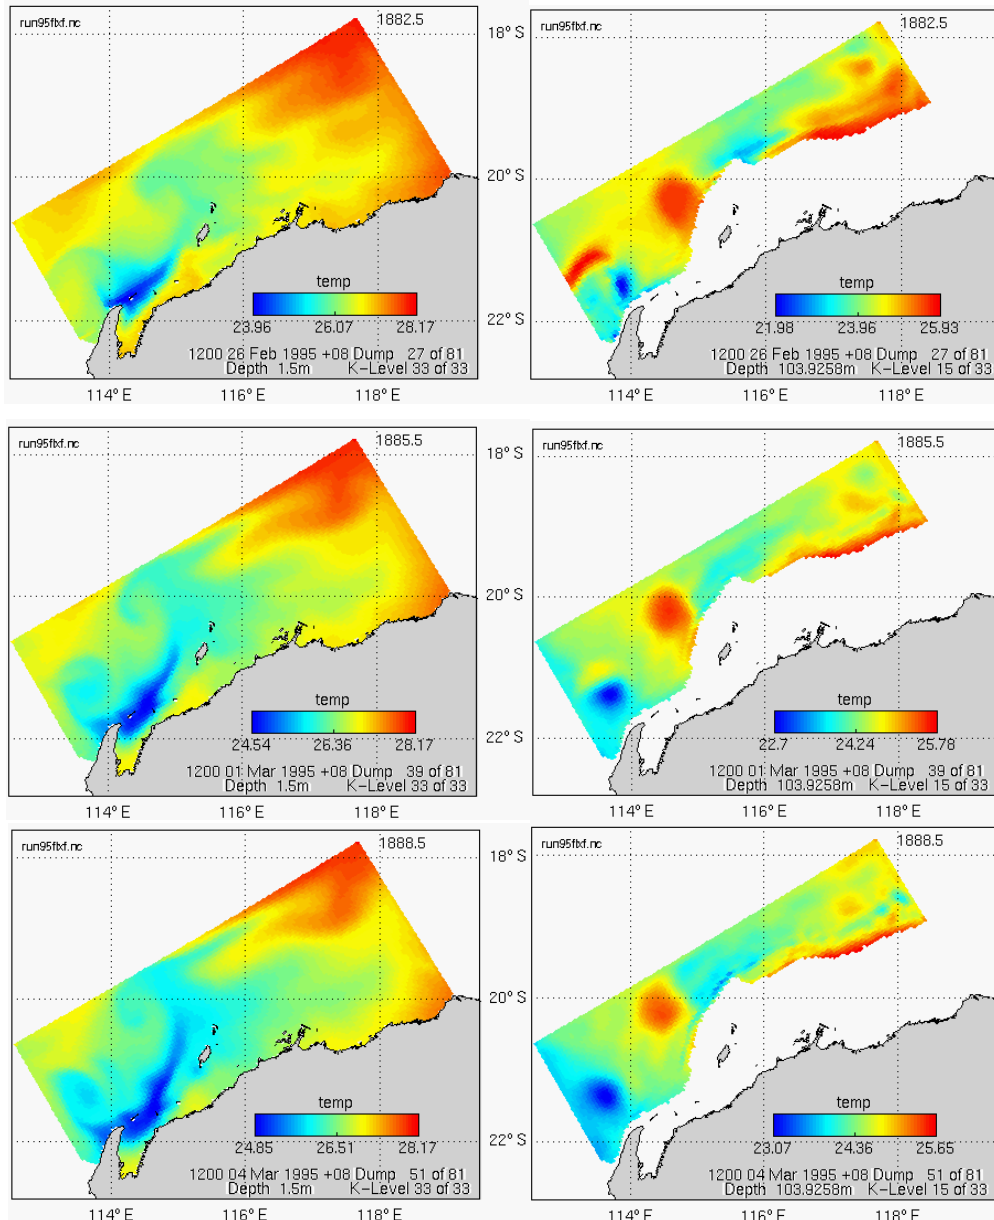 run95flxf.nc
1882.5
18° S
20° S
22° S
temp
23.96 26.07 28.17
1200 26 Feb 1995 +08 Dump 27 of 81
Depth 1.5m K-Level 33 of 33
114° E 116° E 118° E
run95flxf.nc
1882.5
temp
21.98 23.96 25.93
1200 26 Feb 1995 +08 Dump 27 of 81
Depth 103.9258m K-Level 15 of 33
114° E 116° E 118° E
run95flxf.nc
1885.5
18° S
20° S
22° S
temp
24.54 26.36 28.17
1200 01 Mar 1995 +08 Dump 39 of 81
Depth 1.5m K-Level 33 of 33
114° E 116° E 118° E
run95flxf.nc
1885.5
temp
22.7 24.24 25.78
1200 01 Mar 1995 +08 Dump 39 of 81
Depth 103.9258m K-Level 15 of 33
114° E 116° E 118° E
run95flxf.nc
1888.5
18° S
20° S
22° S
temp
24.85 26.51 28.17
1200 04 Mar 1995 +08 Dump 51 of 81
Depth 1.5m K-Level 33 of 33
114° E 116° E 118° E
run95flxf.nc
1888.5
temp
23.07 24.36 25.65
1200 04 Mar 1995 +08 Dump 51 of 81
Depth 103.9258m K-Level 15 of 33
114° E 116° E 118° E